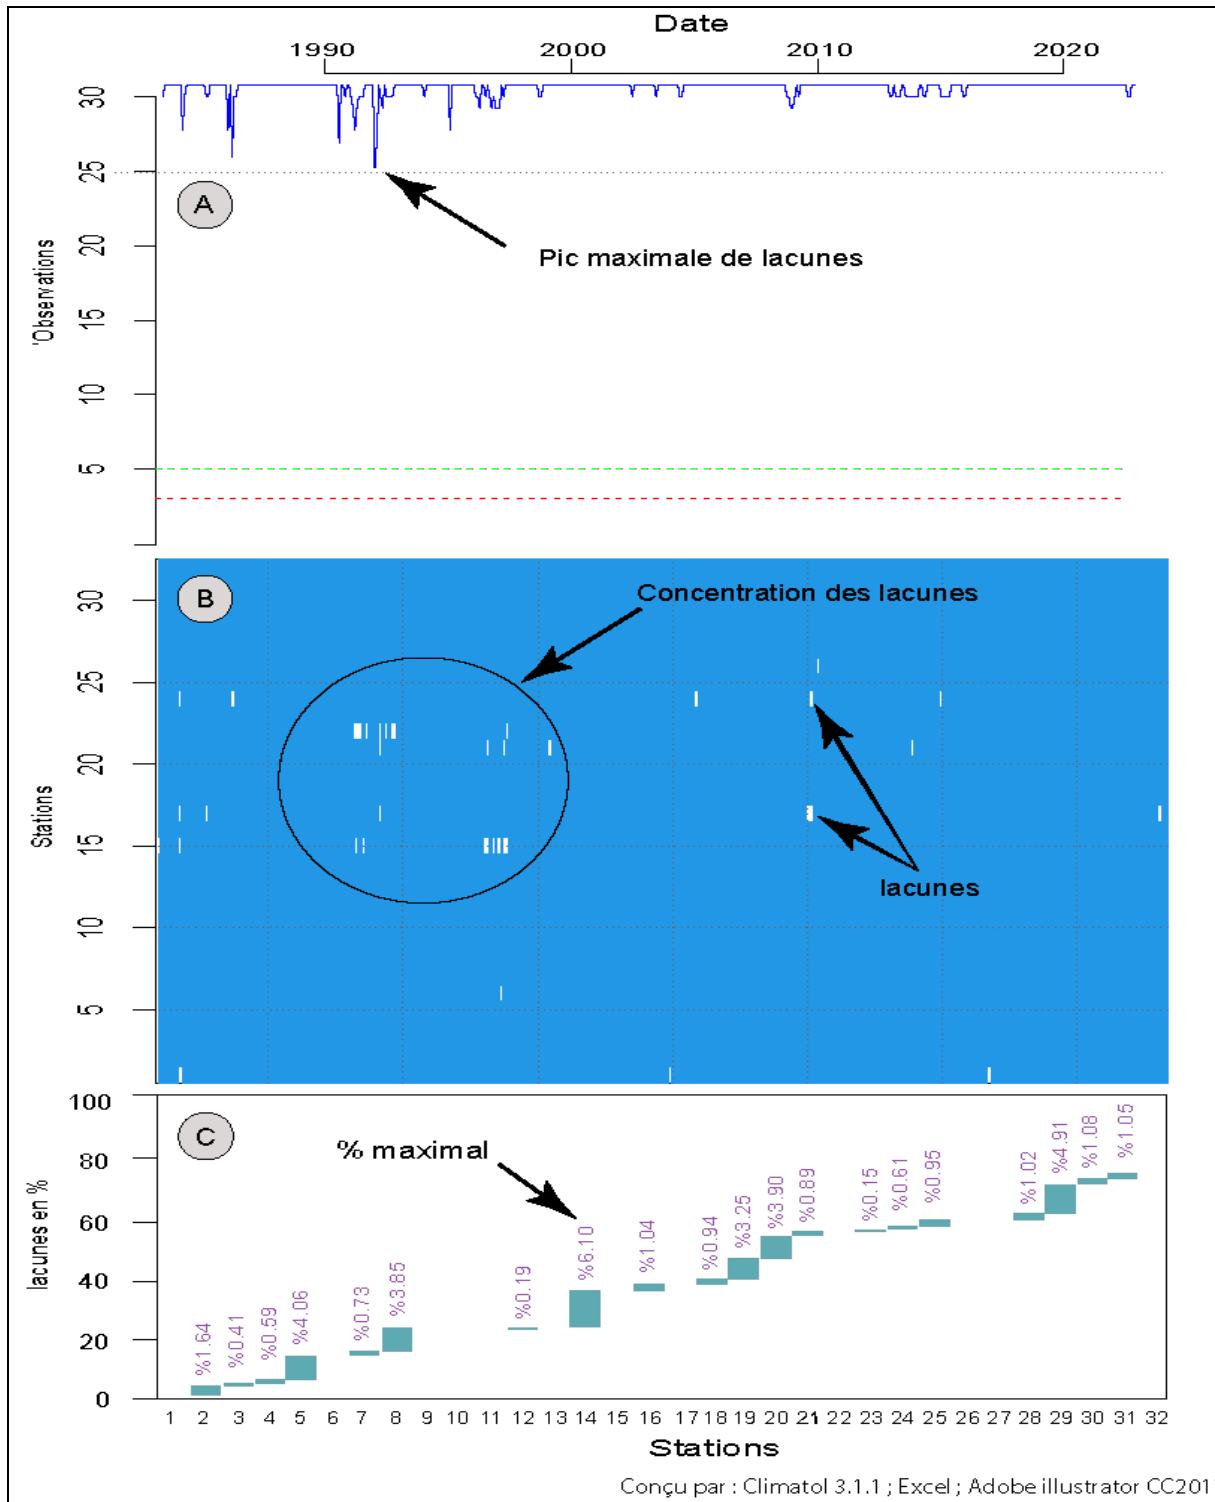 Date
1990 2000 2010 2020
30
25
20
15
10
5
'Observations
A
Pic maximale de lacunes
B
Concentration des lacunes
30
25
20
15
10
5
Stations
lacunes
100
80
60
40
20
0
lacunes en %
C
% maximal
%1.64
%0.41
%0.59
%4.06
%0.73
%3.85
%0.19
%6.10
%1.04
%0.94
%3.25
%3.90
%0.89
%0.15
%0.61
%0.95
%1.02
%4.91
%1.08
%1.05
1 2 3 4 5 6 7 8 9 10 11 12 13 14 15 16 17 18 19 20 21 22 23 24 25 26 27 28 29 30 31 32
Stations
Conçu par : Climatol 3.1.1 ; Excel ; Adobe illustrator CC201